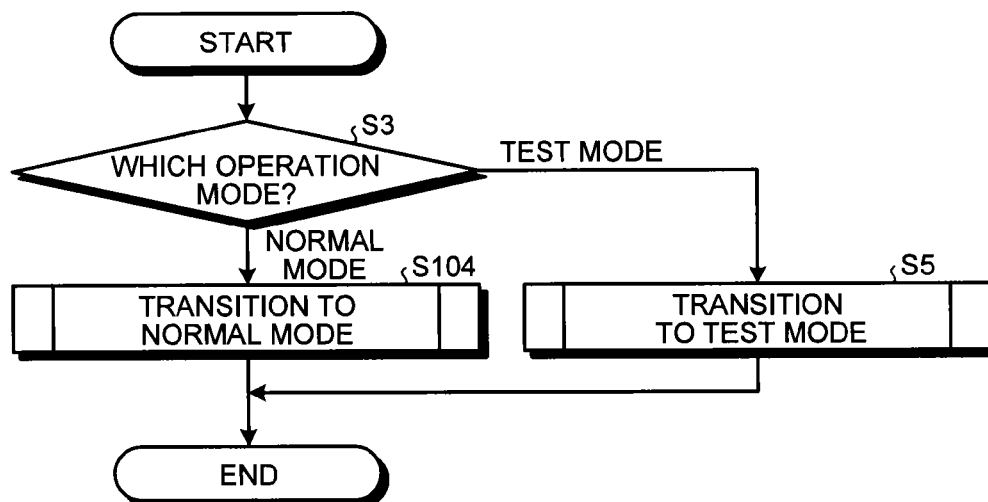 START
S3
WHICH OPERATION
MODE?
TEST MODE
NORMAL
MODE
S104
TRANSITION TO
NORMAL MODE
S5
TRANSITION
TO TEST MODE
END